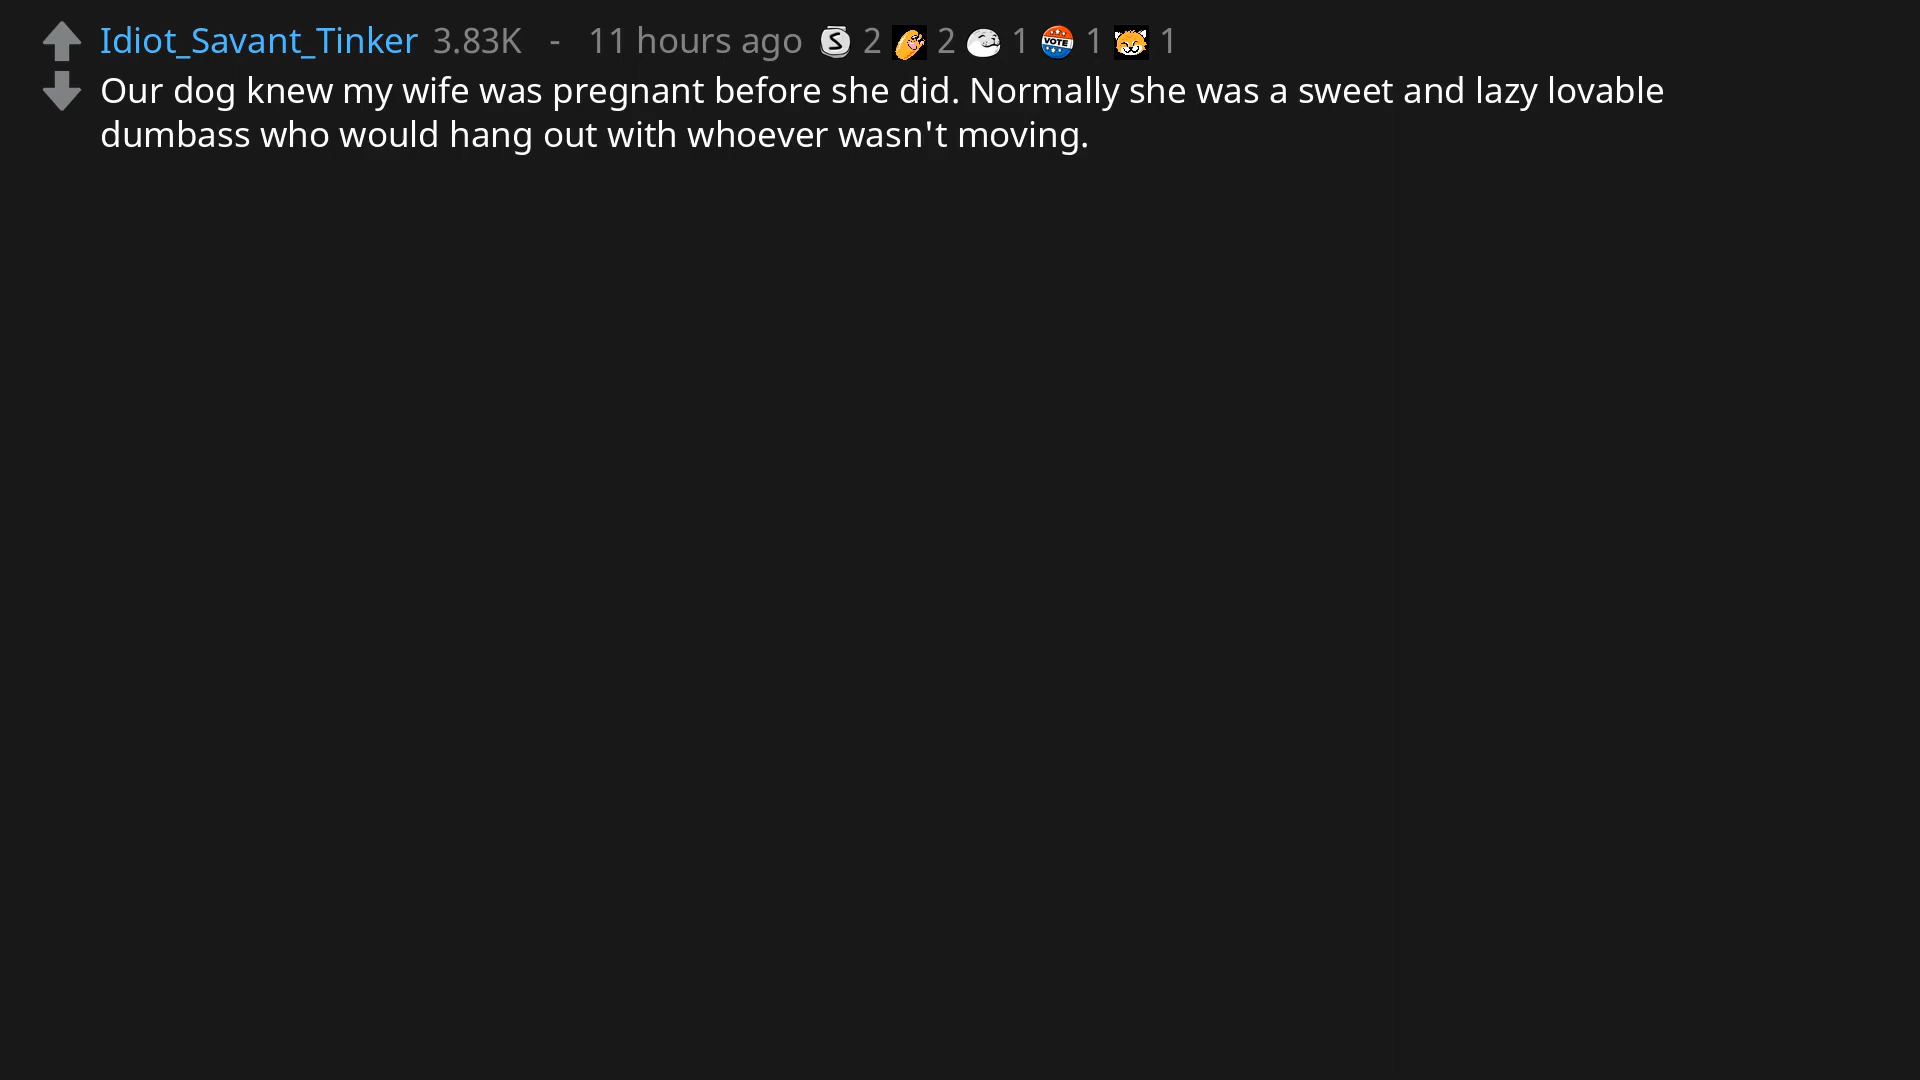 Idiot_Savant_Tinker 3.83K - 11 hours ago S 2 2 1 VOTE 1 1
Our dog knew my wife was pregnant before she did. Normally she was a sweet and lazy lovable
dumbass who would hang out with whoever wasn't moving.